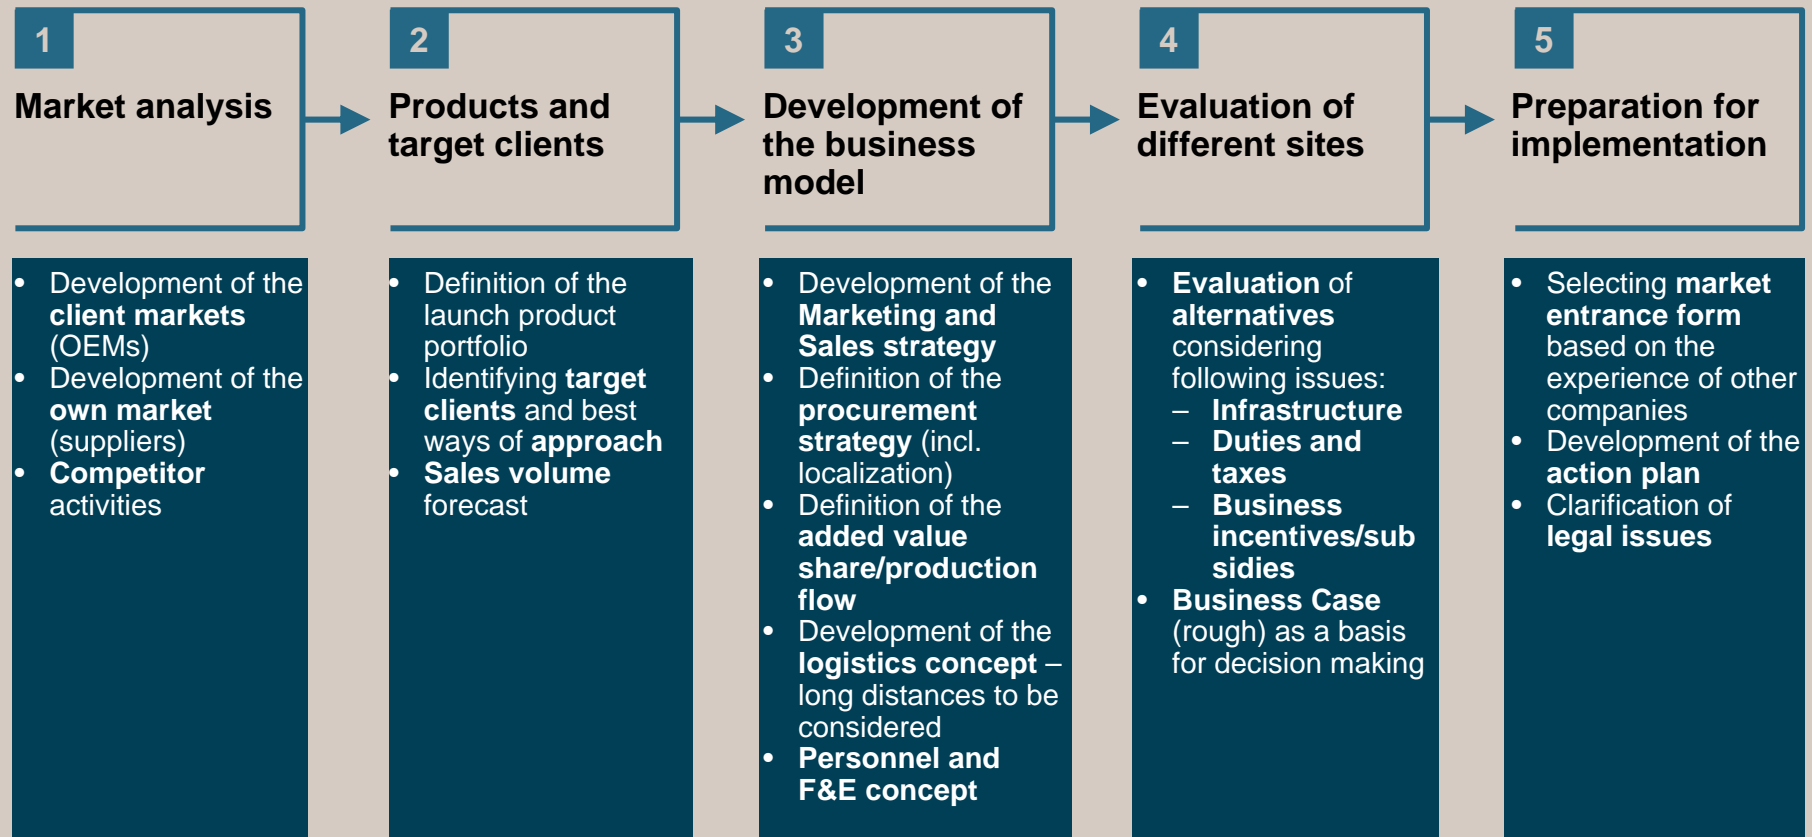 1
Market analysis
• Development of the
client markets
(OEMs)
• Development of the
own market
(suppliers)
• Competitor
activities
2
Products and
target clients
• Definition of the
launch product
portfolio
• Identifying target
clients and best
ways of approach
• Sales volume
forecast
3
Development of
the business
model
• Development of the
Marketing and
Sales strategy
• Definition of the
procurement
strategy (incl.
localization)
• Definition of the
added value
share/production
flow
• Development of the
logistics concept –
long distances to be
considered
• Personnel and
F&E concept
4
Evaluation of
different sites
• Evaluation of
alternatives
considering
following issues:
– Infrastructure
– Duties and
taxes
– Business
incentives/sub
sidies
• Business Case
(rough) as a basis
for decision making
5
Preparation for
implementation
• Selecting market
entrance form
based on the
experience of other
companies
• Development of the
action plan
• Clarification of
legal issues